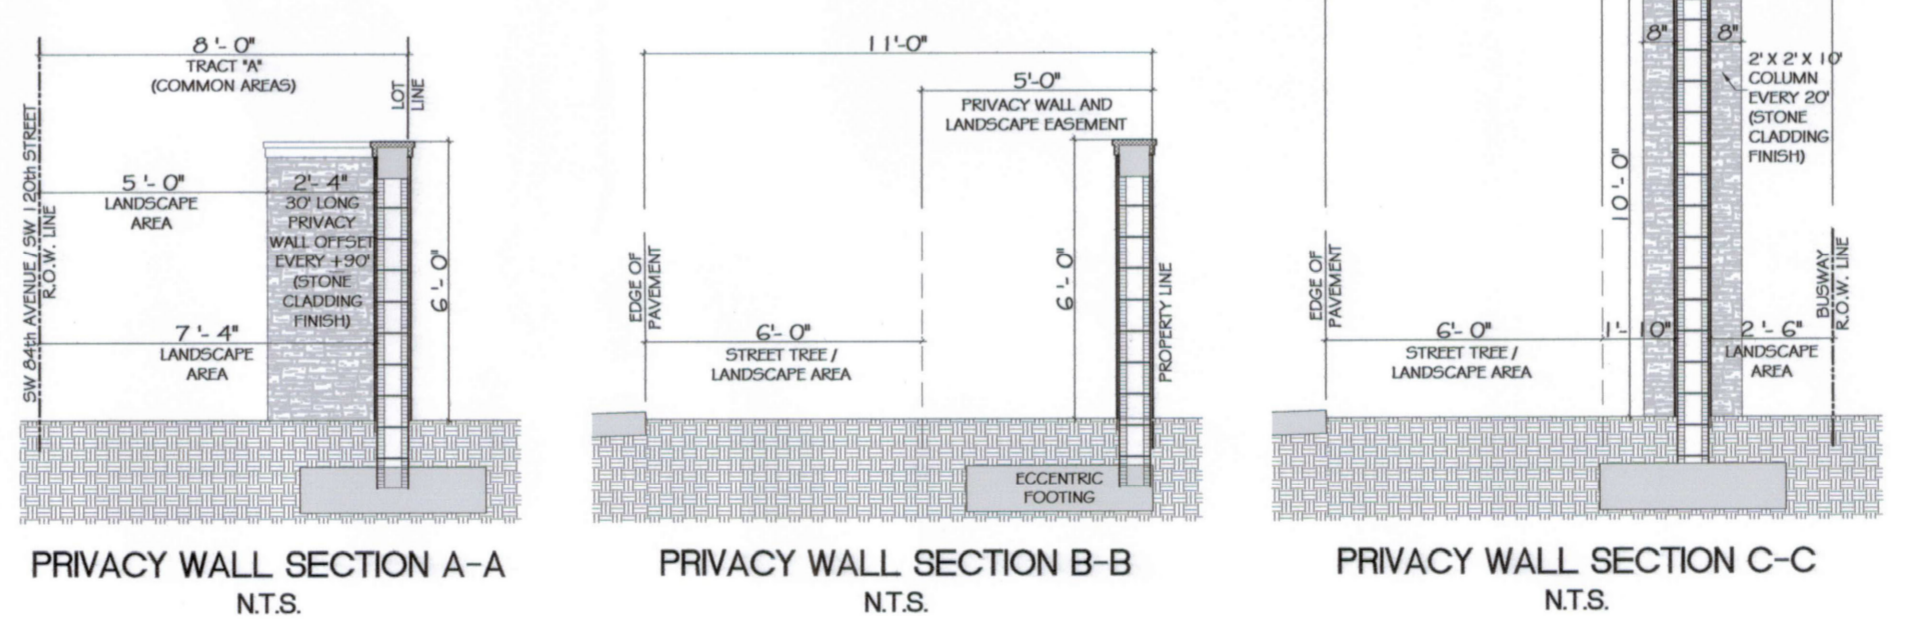 8'-0"
TRACT "A"
(COMMON AREAS)
LOT
LINE
SW 84th AVENUE / SW 120th STREET
R.O.W. LINE
5'-0"
LANDSCAPE
AREA
2'-4"
30' LONG
PRIVACY
WALL OFFSET
EVERY +90'
(STONE
CLADDING
FINISH)
6'-0"
7'-4"
LANDSCAPE
AREA
PRIVACY WALL SECTION A-A
N.T.S.
11'-0"
5'-0"
PRIVACY WALL AND
LANDSCAPE EASEMENT
EDGE OF
PAVEMENT
6'-0"
PROPERTY LINE
6'-0"
STREET TREE /
LANDSCAPE AREA
ECCENTRIC
FOOTING
PRIVACY WALL SECTION B-B
N.T.S.
8"
8"
2' X 2' X 10'
COLUMN
EVERY 20'
(STONE
CLADDING
FINISH)
10'-0"
EDGE OF
PAVEMENT
BUSWAY
R.O.W. LINE
6'-0"
STREET TREE /
LANDSCAPE AREA
1'-10"
2'-6"
LANDSCAPE
AREA
PRIVACY WALL SECTION C-C
N.T.S.